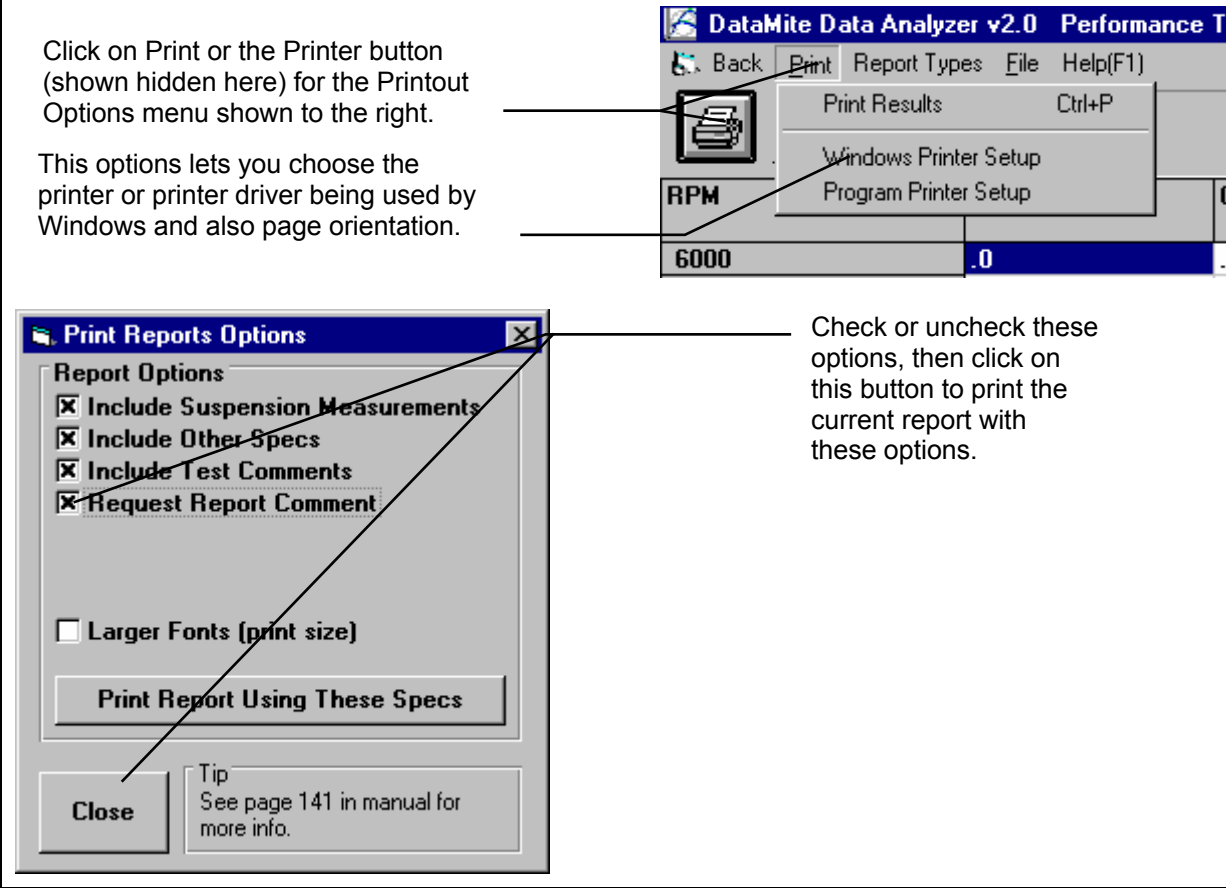 Click on Print or the Printer button
(shown hidden here) for the Printout
Options menu shown to the right.
This options lets you choose the
printer or printer driver being used by
Windows and also page orientation.
DataMite Data Analyzer v2.0 Performance T
Back Print Report Types File Help(F1)
Print Results Ctrl+P
Windows Printer Setup
Program Printer Setup
RPM
6000 .0
Print Reports Options
Report Options
Include Suspension Measurements
Include Other Specs
Include Test Comments
Request Report Comment
Larger Fonts (print size)
Print Report Using These Specs
Close
Tip
See page 141 in manual for
more info.
Check or uncheck these
options, then click on
this button to print the
current report with
these options.